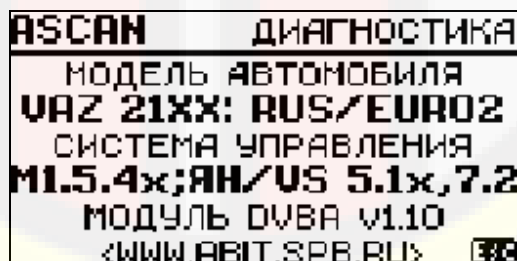 ASCAN ДИАГНОСТИКА
МОДЕЛЬ АВТОМОБИЛЯ
VAZ 21XX: RUS/EURO2
СИСТЕМА УПРАВЛЕНИЯ
M1.5.4x;ЯН/VS 5.1x,7.2
МОДУЛЬ DVBA v1.10
<WWW.ABIT.SPB.RU>